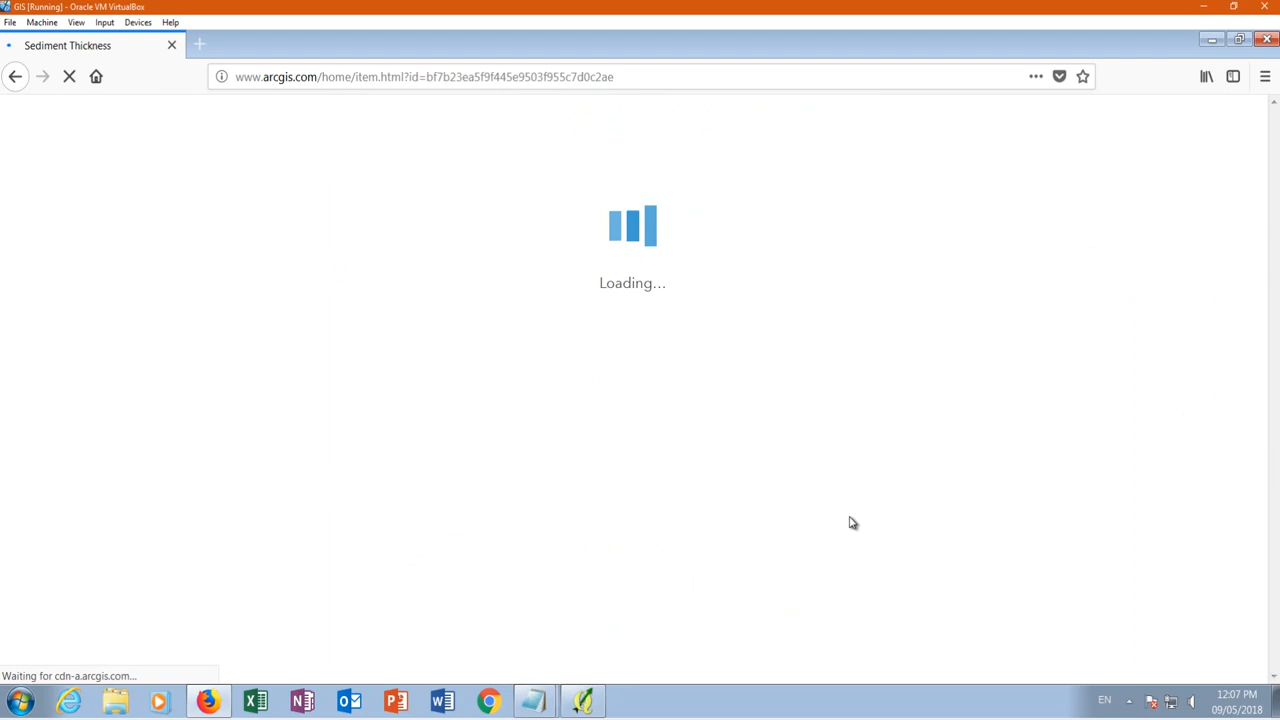 GIS [Running] - Oracle VM VirtualBox
File Machine View Input Devices Help
Sediment Thickness
www.arcgis.com/home/item.html?id=bf7b23ea5f9f445e9503f955c7d0c2ae
Loading...
Waiting for cdn-a.arcgis.com...
EN
12:07 PM
09/05/2018